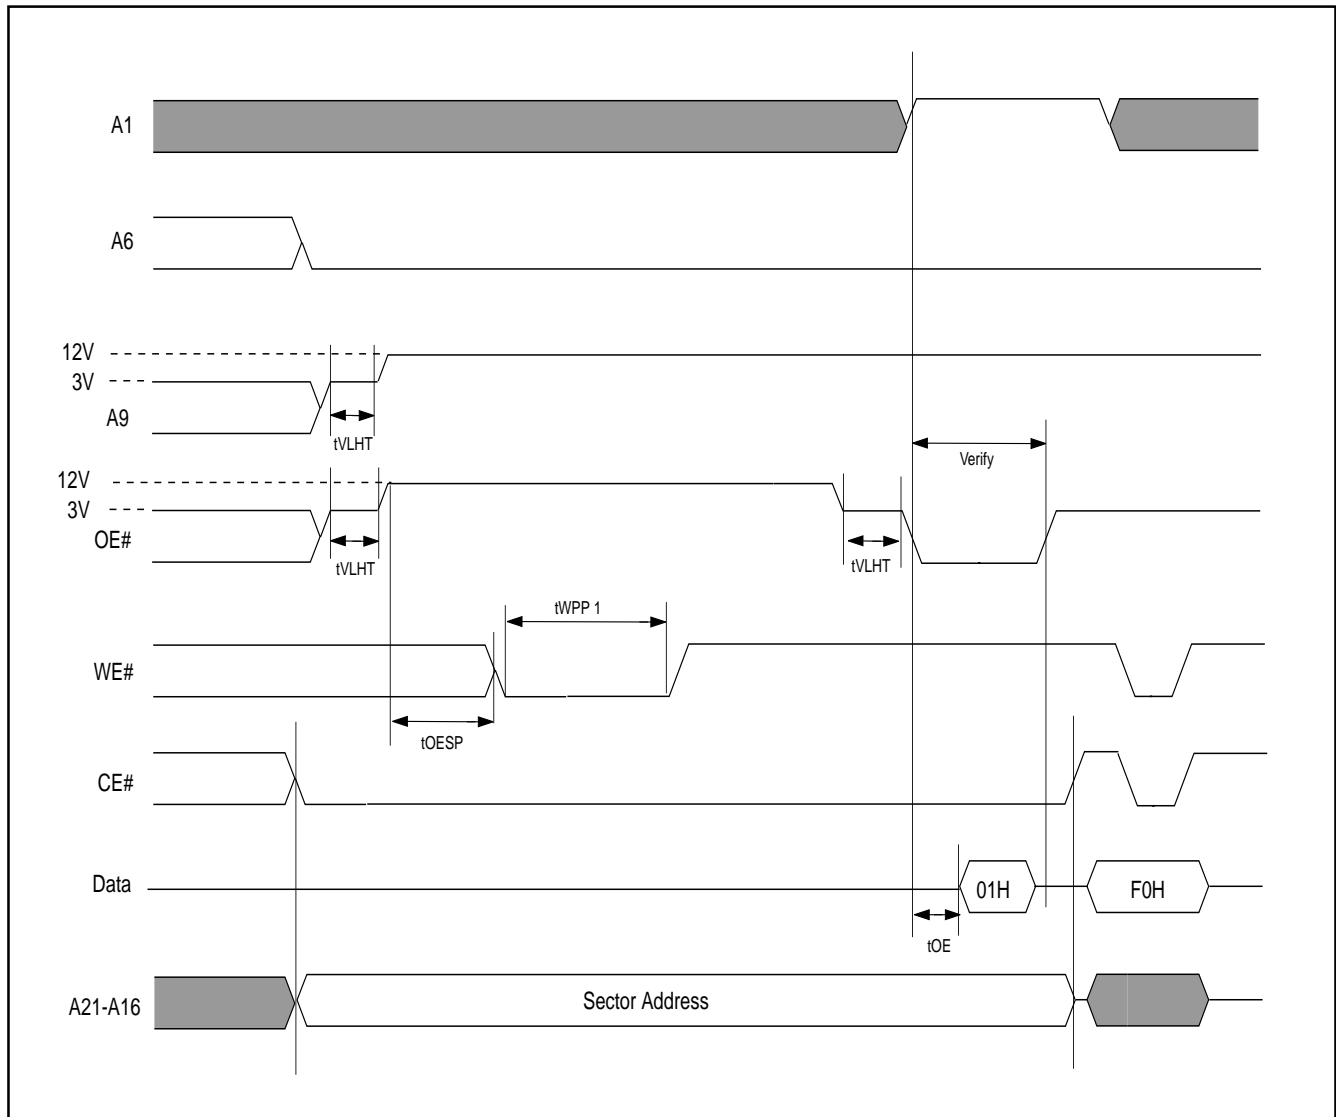 A1
A6
12V
3V
A9
tVLHT
Verify
12V
3V
OE#
tVLHT
tVLHT
tWPP 1
WE#
tOESP
CE#
Data
01H
F0H
tOE
A21-A16
Sector Address